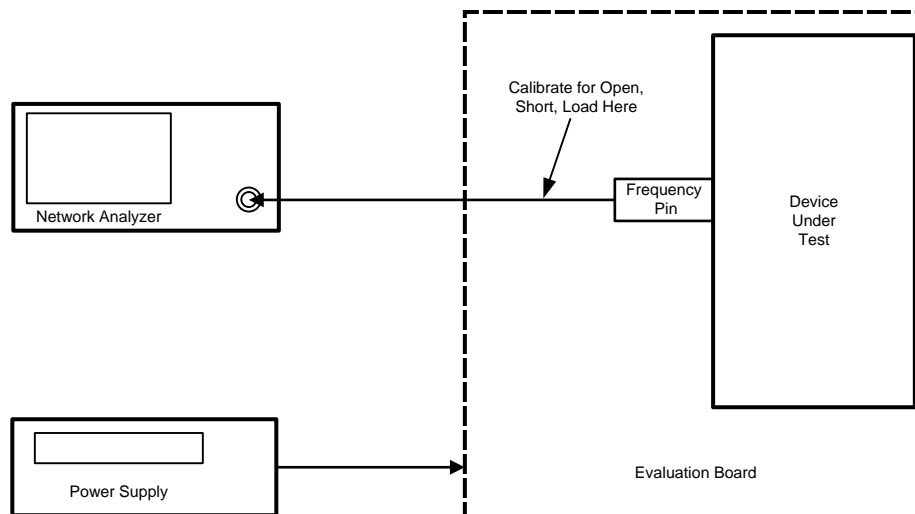 Calibrate for Open,
Short, Load Here
Network Analyzer
Frequency
Pin
Device
Under
Test
Power Supply
Evaluation Board